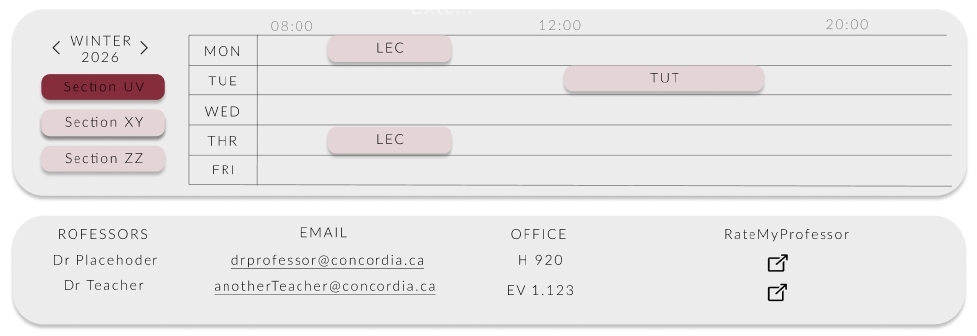 08:00 12:00 20:00
WINTER
2026
Section UV
Section XY
Section ZZ
MON LEC
TUE TUT
WED
THR LEC
FRI
ROFESSORS EMAIL OFFICE RateMyProfessor
Dr Placehoder drprofessor@concordia.ca H 920
Dr Teacher anotherTeacher@concordia.ca EV 1.123